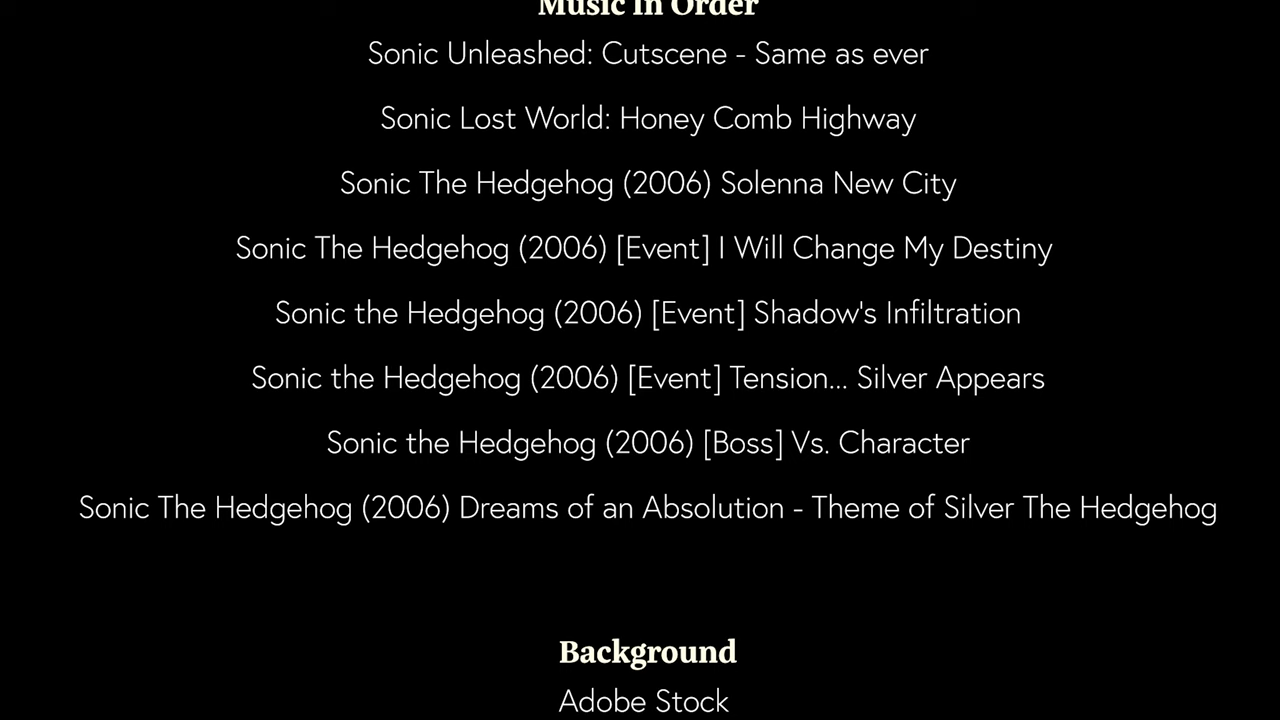 Music In Order
Sonic Unleashed: Cutscene - Same as ever
Sonic Lost World: Honey Comb Highway
Sonic The Hedgehog (2006) Solenna New City
Sonic The Hedgehog (2006) [Event] I Will Change My Destiny
Sonic the Hedgehog (2006) [Event] Shadow's Infiltration
Sonic the Hedgehog (2006) [Event] Tension... Silver Appears
Sonic the Hedgehog (2006) [Boss] Vs. Character
Sonic The Hedgehog (2006) Dreams of an Absolution - Theme of Silver The Hedgehog
Background
Adobe Stock